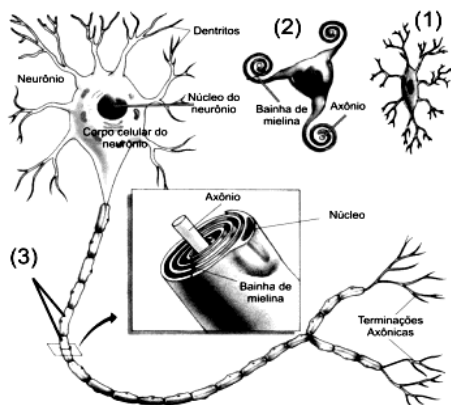 Dentritos
(2)
(1)
Neurônio
Núcleo do
neurônio
Bainha de
mielina
Axônio
Corpo celular do
neurônio
Axônio
Núcleo
(3)
Bainha de
mielina
Terminações
Axônicas